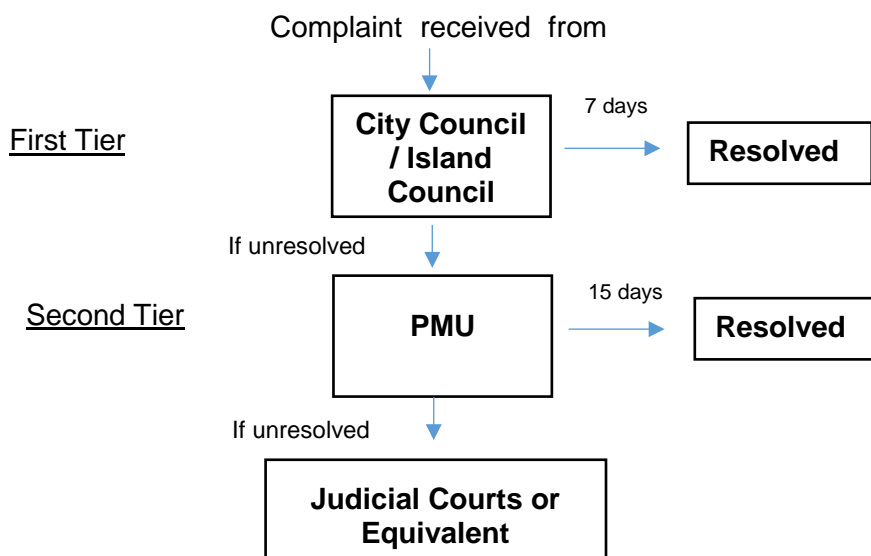 Complaint received from
7 days
First Tier
City Council
/ Island
Council
Resolved
If unresolved
Second Tier
PMU
15 days
Resolved
If unresolved
Judicial Courts or
Equivalent